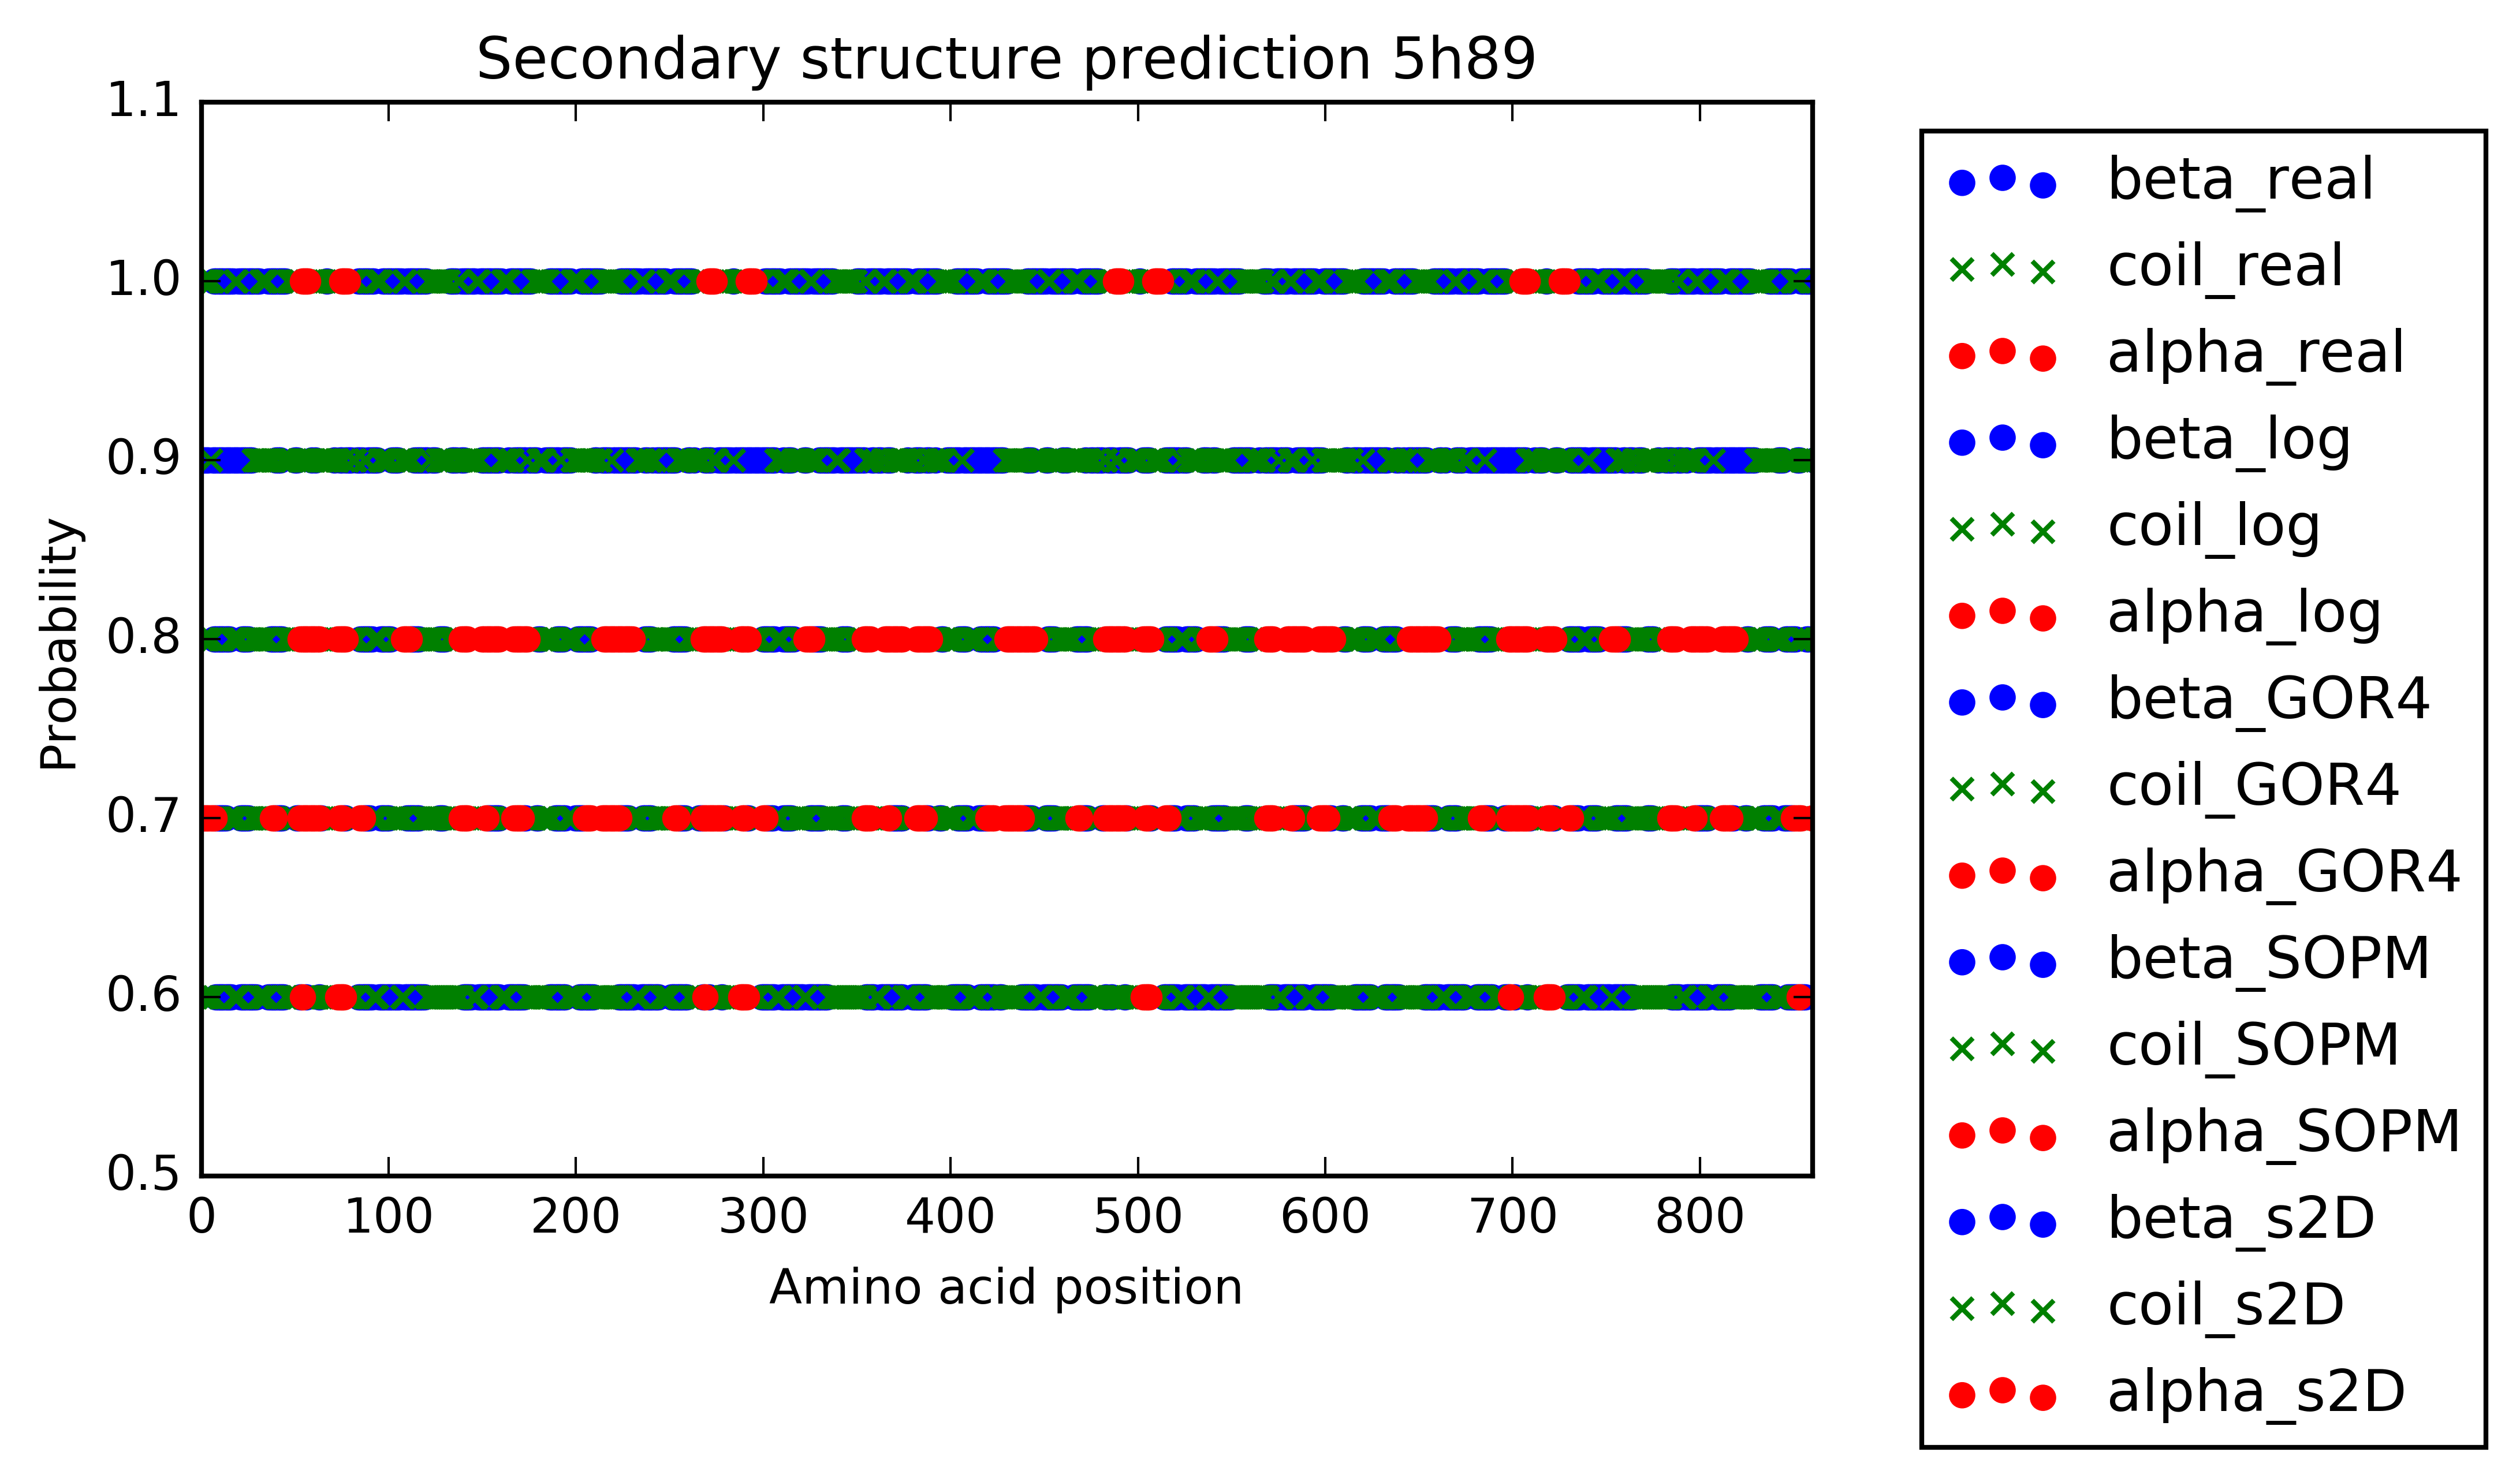 Secondary structure prediction 5h89
1.1
1.0
0.9
0.8
0.7
0.6
0.5
Probability
0 100 200 300 400 500 600 700 800
Amino acid position
beta_real
coil_real
alpha_real
beta_log
coil_log
alpha_log
beta_GOR4
coil_GOR4
alpha_GOR4
beta_SOPM
coil_SOPM
alpha_SOPM
beta_s2D
coil_s2D
alpha_s2D